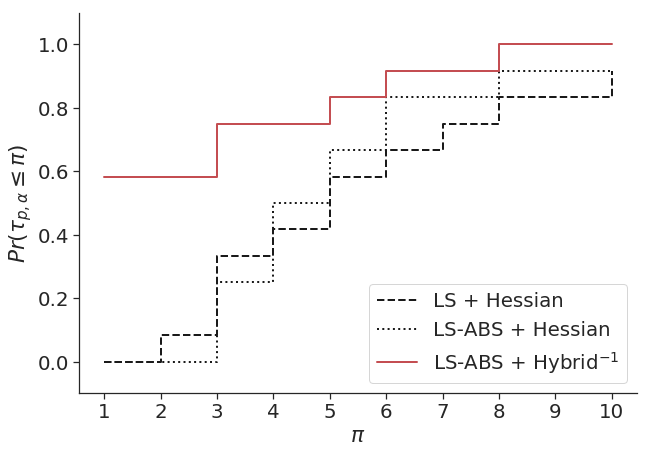 1.0
0.8
0.6
0.4
0.2
0.0
Pr(τ_{p,α} ≤ π)
LS + Hessian
LS-ABS + Hessian
LS-ABS + Hybrid⁻¹
1 2 3 4 5 6 7 8 9 10
π